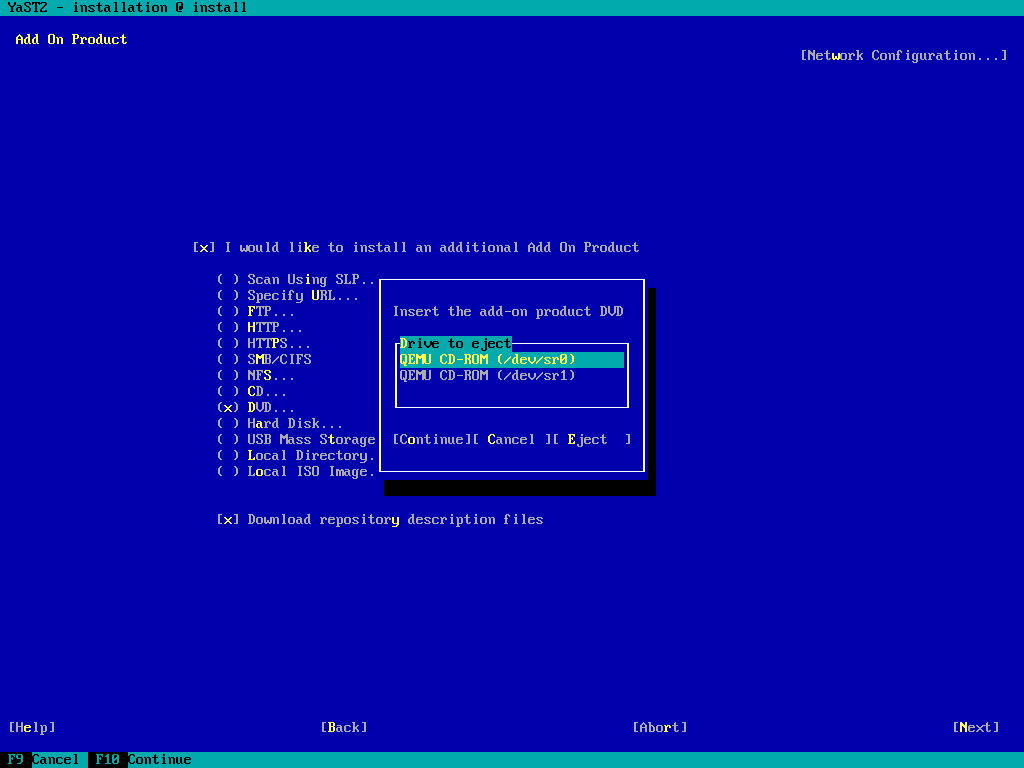 YaST2 - installation @ install
Add On Product
[Network Configuration...]
[x] I would like to install an additional Add On Product
( ) Scan Using SLP..
( ) Specify URL...
( ) FTP...
( ) HTTP...
( ) HTTPS...
( ) SMB/CIFS
( ) NFS...
( ) CD...
(x) DVD...
( ) Hard Disk...
( ) USB Mass Storage
( ) Local Directory.
( ) Local ISO Image.
Insert the add-on product DVD
Drive to eject
QEMU CD-ROM (/dev/sr0)
QEMU CD-ROM (/dev/sr1)
[Continue][ Cancel ][ Eject  ]
[x] Download repository description files
[Help] [Back] [Abort] [Next]
F9 Cancel F10 Continue